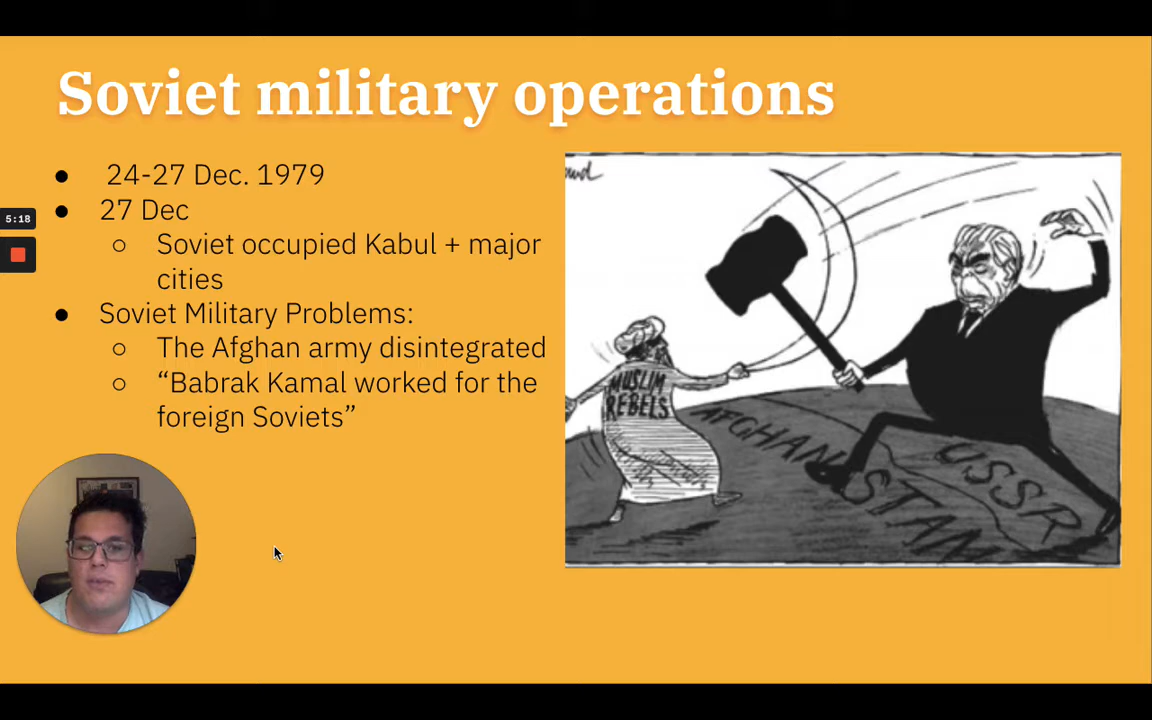 Soviet military operations
24-27 Dec. 1979
27 Dec
Soviet occupied Kabul + major
cities
Soviet Military Problems:
The Afghan army disintegrated
“Babrak Kamal worked for the
foreign Soviets”
5:18
MUSLIM
REBELS
AFGHANISTAN
USSR